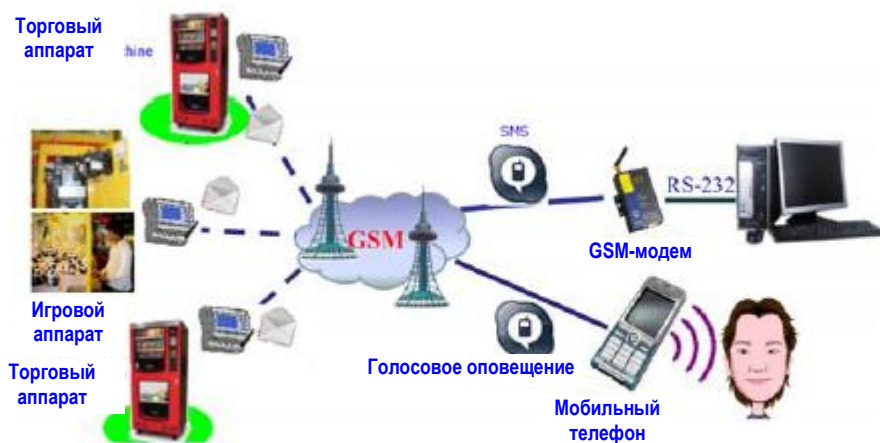 Торговый
аппарат
hine
SMS
RS-232
GSM
GSM-модем
Игровой
аппарат
Торговый
аппарат
Голосовое оповещение
Мобильный
телефон